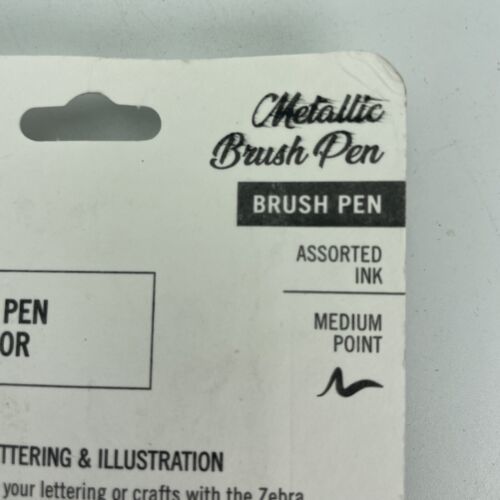 Metallic
Brush Pen
BRUSH PEN
ASSORTED
INK
MEDIUM
POINT
PEN
OR
TTERING & ILLUSTRATION
your lettering or crafts with the Zebra